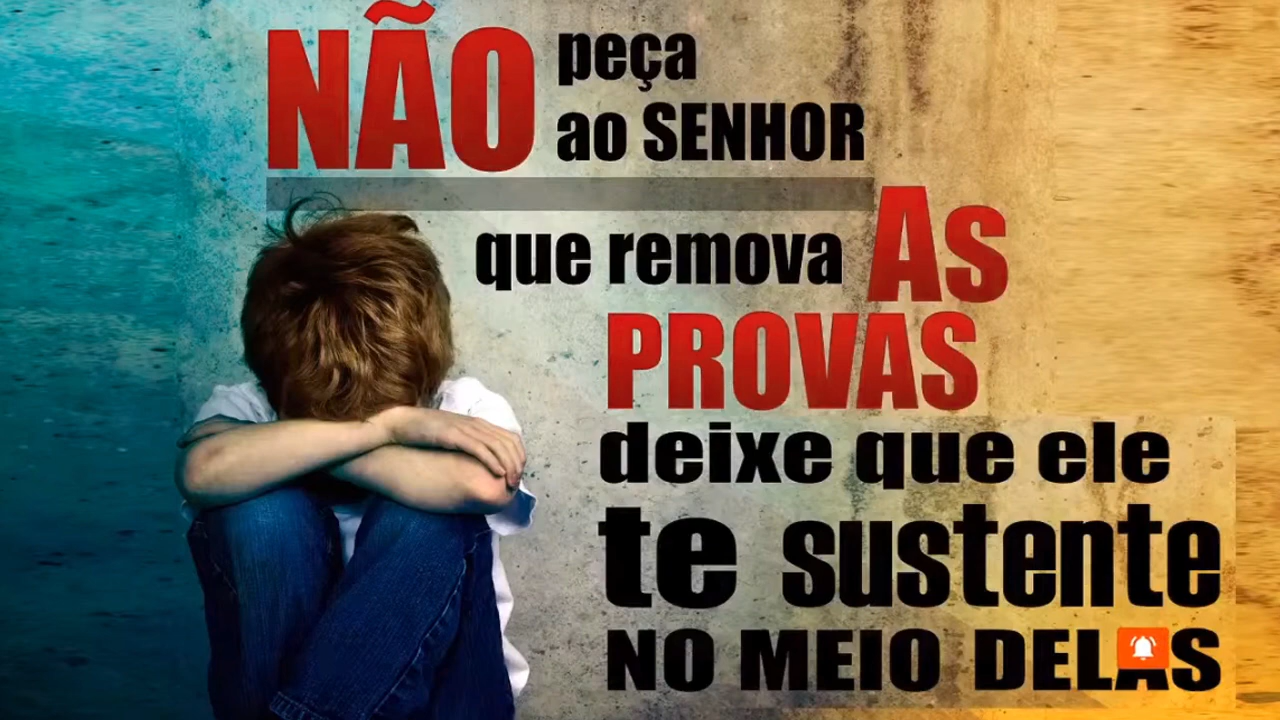 NÃO peça
ao SENHOR
que remova As
PROVAS
deixe que ele
te sustente
NO MEIO DELAS